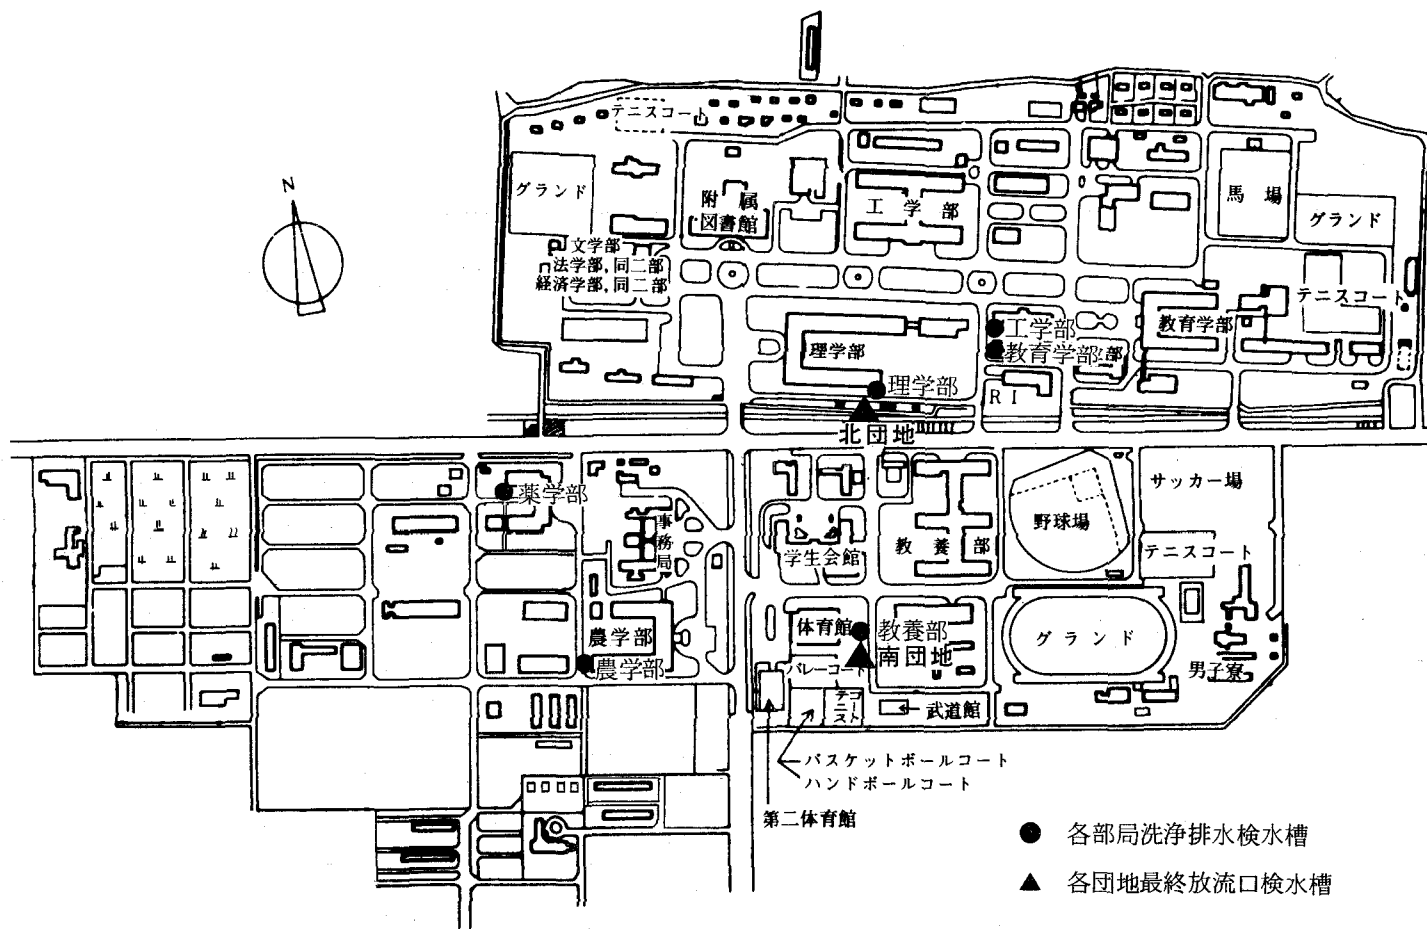 テニスコート
N
グランド
附属
図書館
工学部
馬場
グランド
文学部
法学部,同二部
経済学部,同二部
テニスコート
教育学部
理学部
工学部
教育学部
部
理学部
RI
北団地
薬学部
事務局
学生会館
教養部
野球場
サッカー場
テニスコート
農学部
農学部
体育館
教養部
南団地
バレーコート
テニスコート
グランド
男子寮
武道館
バスケットボールコート
ハンドボールコート
第二体育館
● 各部局洗浄排水検水槽
▲ 各団地最終放流口検水槽